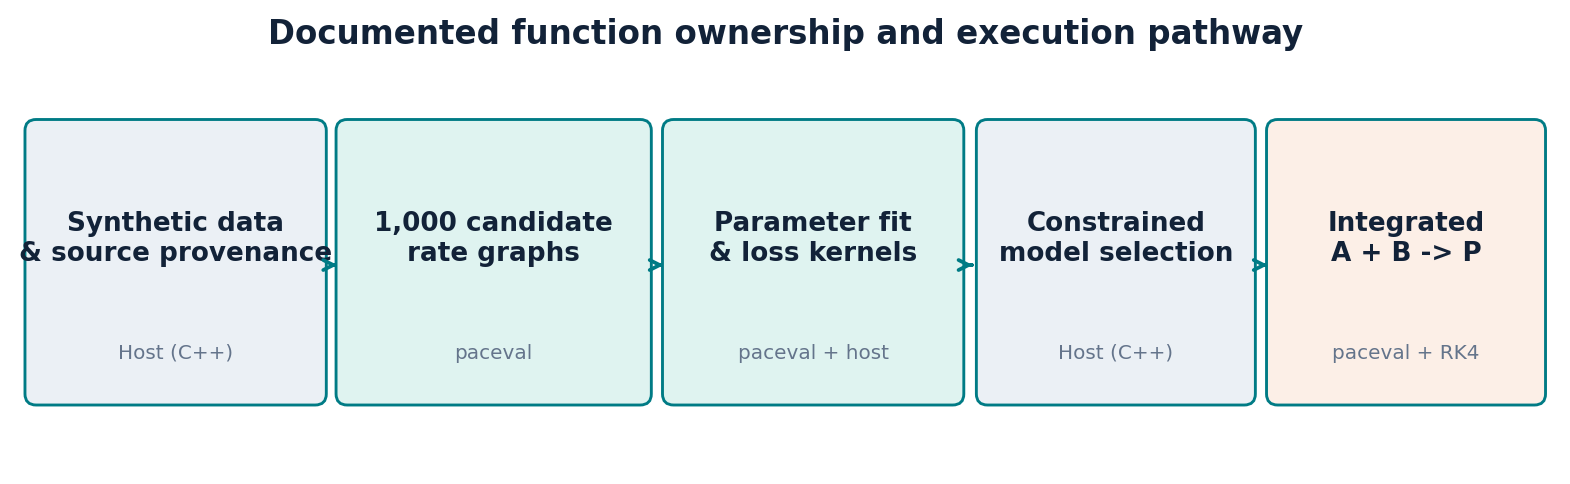 Documented function ownership and execution pathway
Synthetic data
& source provenance
Host (C++)
1,000 candidate
rate graphs
paceval
Parameter fit
& loss kernels
paceval + host
Constrained
model selection
Host (C++)
Integrated
A + B -> P
paceval + RK4